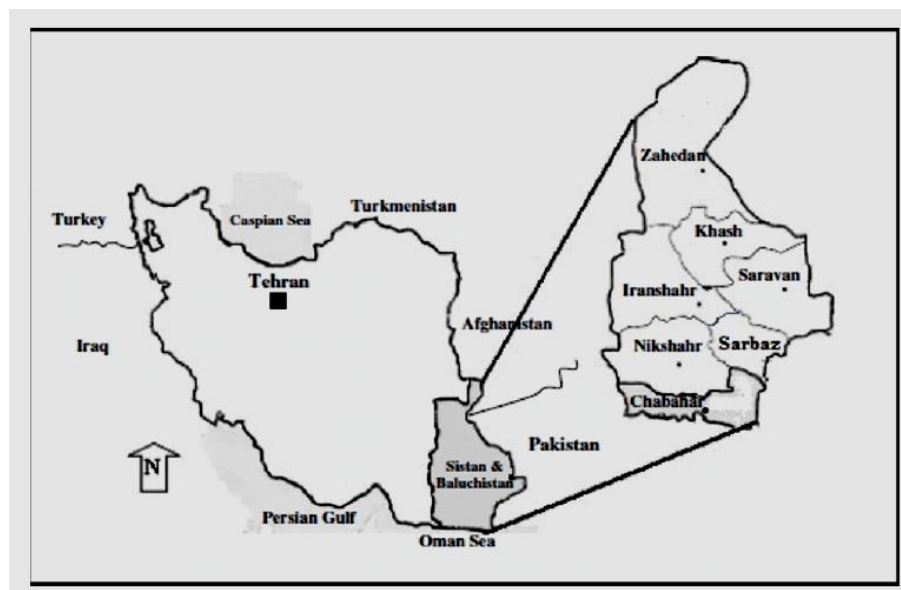 Zahedan
Turkey
Caspian Sea
Turkmenistan
Khash
Tehran
Saravan
Iranshahr
Afghanistan
Iraq
Nikshahr
Sarbaz
Chabahar
Pakistan
N
Sistan &
Baluchistan
Persian Gulf
Oman Sea